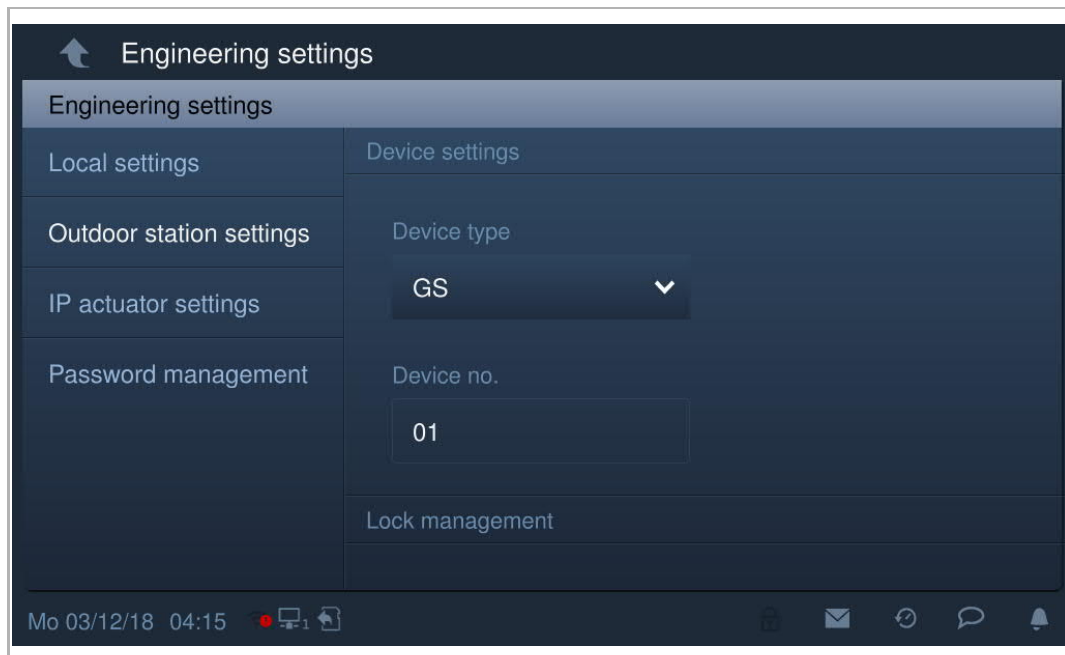 Engineering settings
Engineering settings
Local settings
Outdoor station settings
IP actuator settings
Password management
Device settings
Device type
GS
Device no.
01
Lock management
Mo 03/12/18 04:15
1